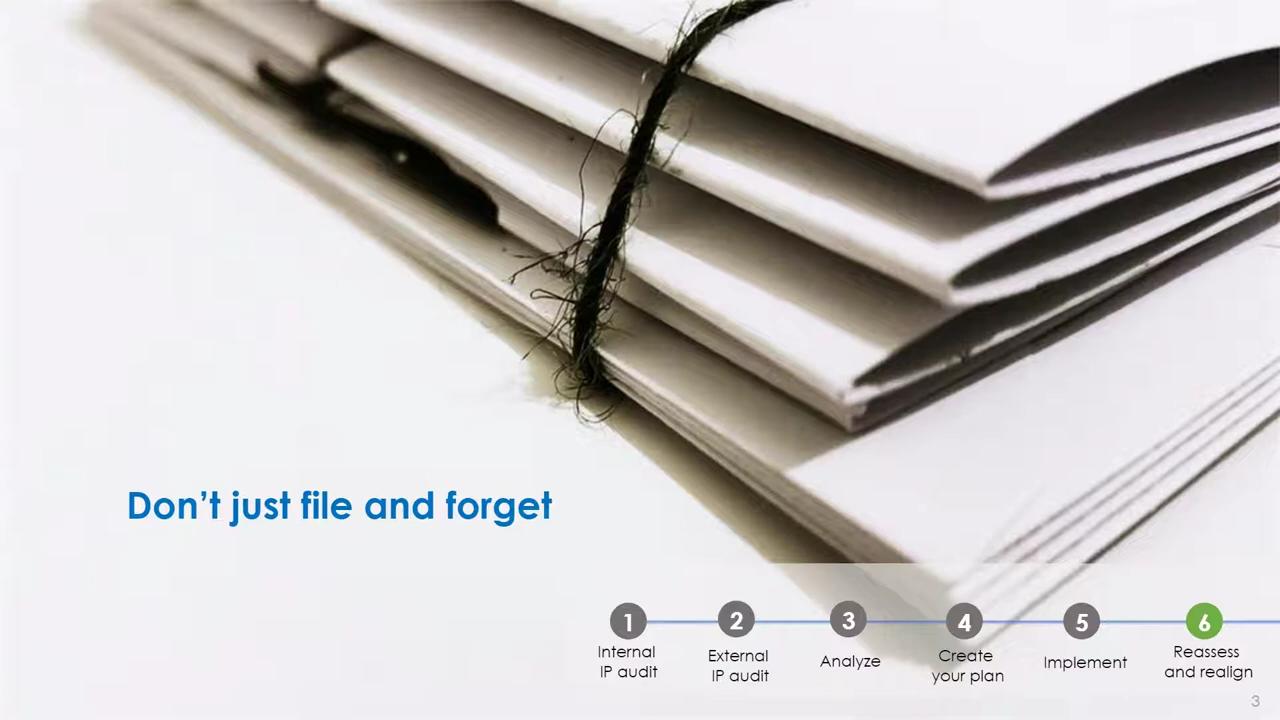 Don’t just file and forget
1
2
3
4
5
6
Internal
IP audit
External
IP audit
Analyze
Create
your plan
Implement
Reassess
and realign
3